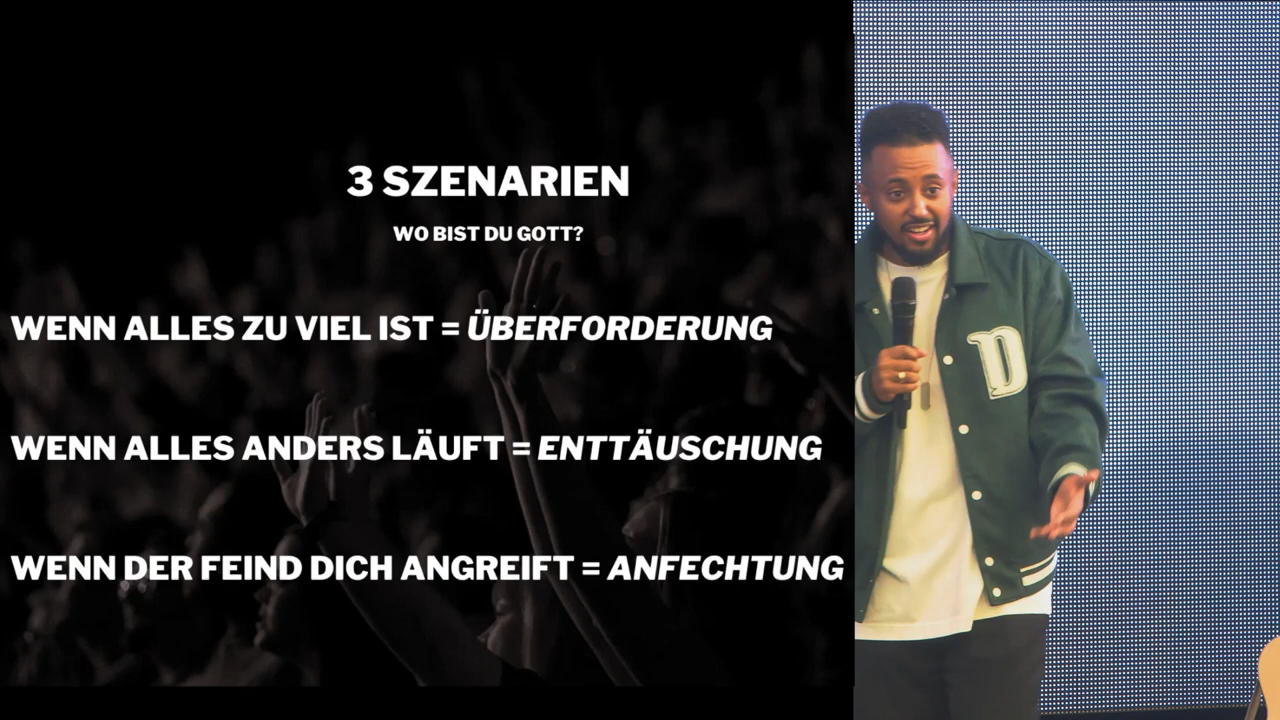 3 SZENARIEN
WO BIST DU GOTT?
WENN ALLES ZU VIEL IST = ÜBERFORDERUNG
WENN ALLES ANDERS LÄUFT = ENTTÄUSCHUNG
WENN DER FEIND DICH ANGREIFT = ANFECHTUNG
D